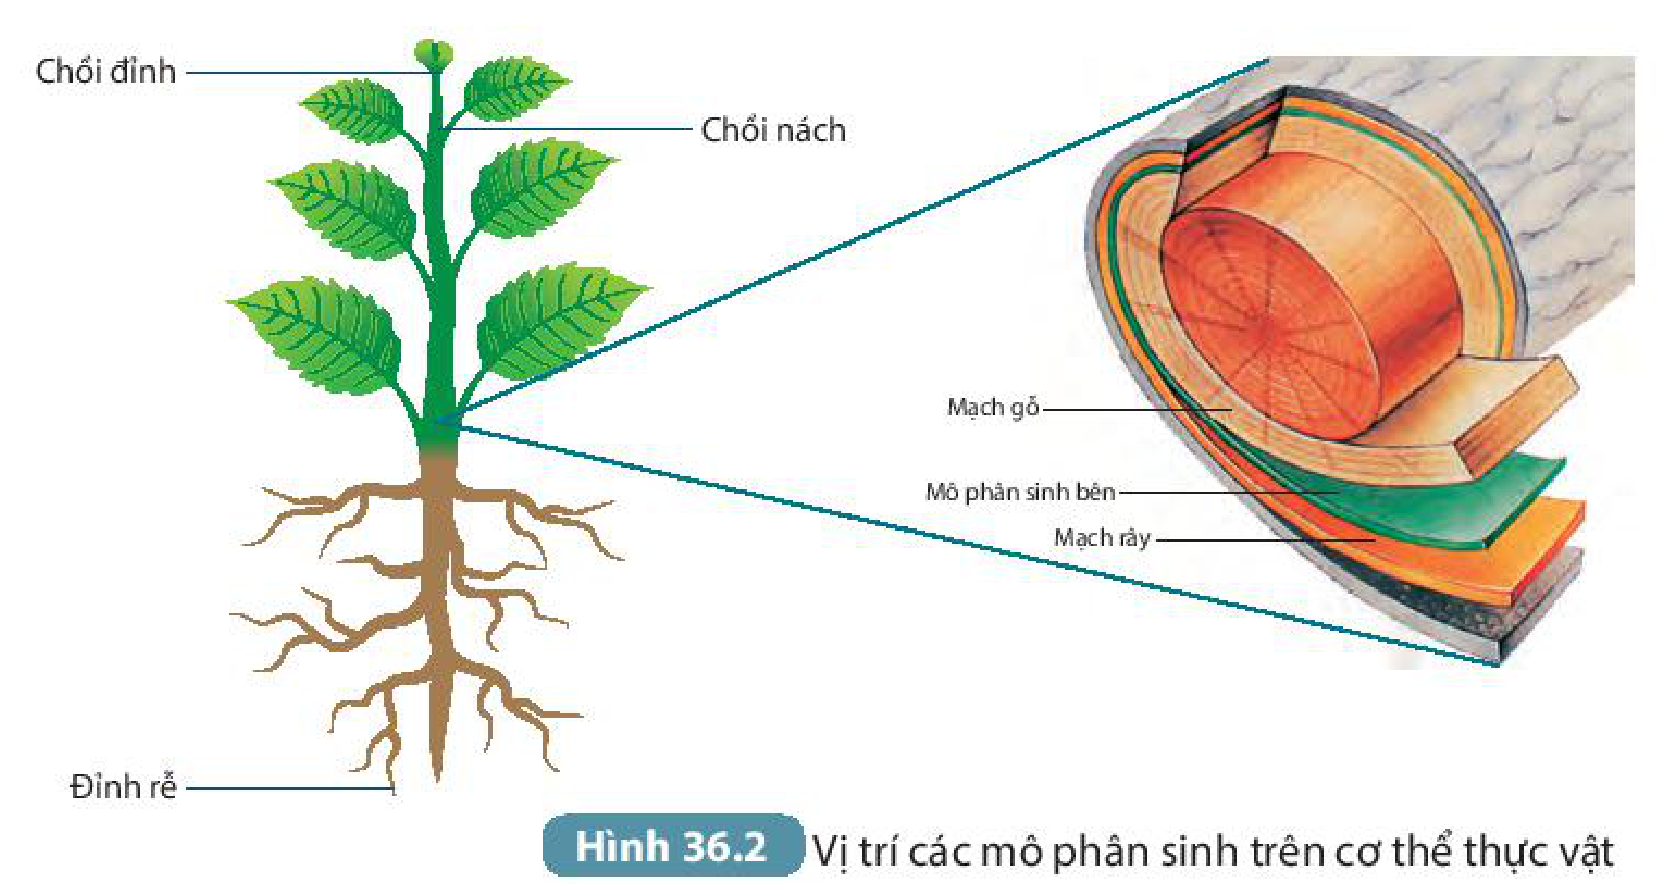 Chồi đỉnh
Chồi nách
Mạch gỗ
Mô phân sinh bên
Mạch rây
Đỉnh rễ
Hình 36.2 Vị trí các mô phân sinh trên cơ thể thực vật